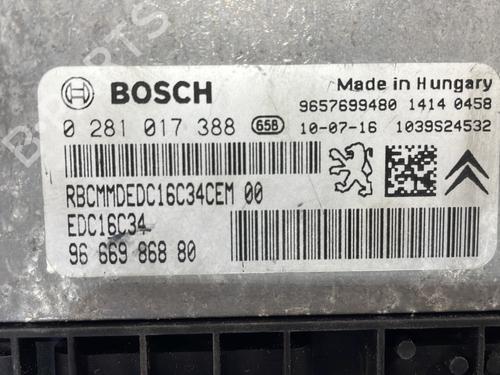 BOSCH
Made in Hungary
9657699480 1414 0458
0 281 017 388 65B 10-07-16 1039S24532
RBCMMDEDC16C34CEM 00
EDC16C34
96 669 868 80